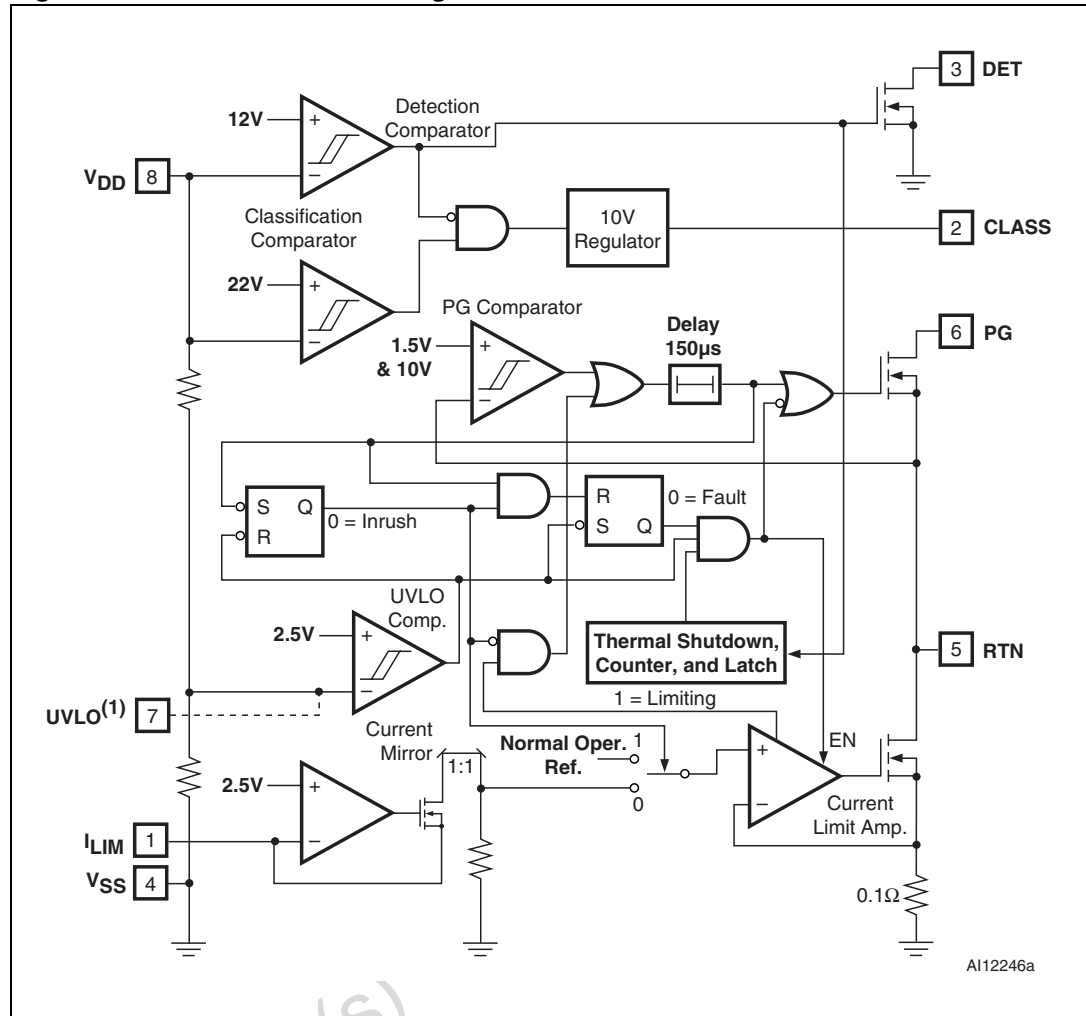 3 DET
Detection
Comparator
12V
+
−
VDD 8
Classification
Comparator
10V
Regulator
2 CLASS
22V
+
−
PG Comparator
Delay
150µs
6 PG
1.5V
& 10V
+
−
S Q
R
0 = Inrush
R
S Q
0 = Fault
UVLO
Comp.
2.5V
+
−
Thermal Shutdown,
Counter, and Latch
5 RTN
1 = Limiting
UVLO(1) 7
Current
Mirror
1:1
Normal Oper.
Ref.
1
0
+
−
EN
Current
Limit Amp.
2.5V
+
−
ILIM 1
VSS 4
0.1Ω
AI12246a
(s)